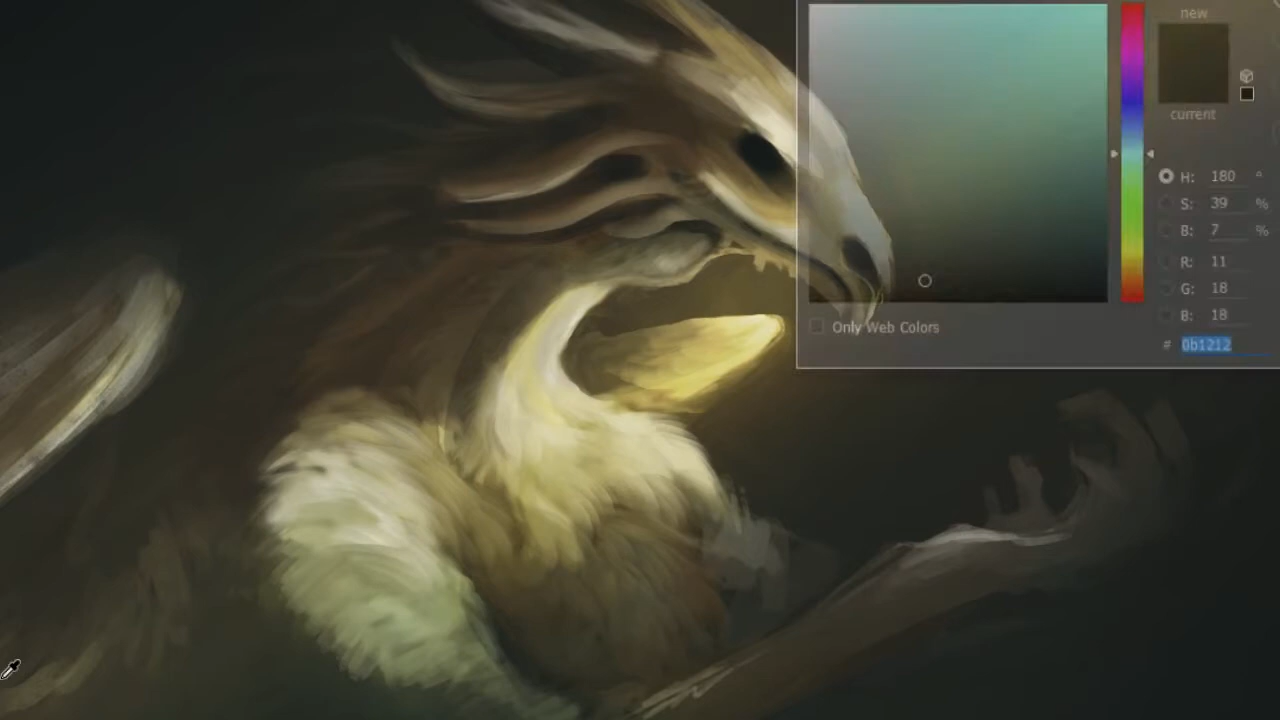 new
current
H: 180 °
S: 39 %
B: 7 %
R: 11
G: 18
B: 18
Only Web Colors
# 0b1212